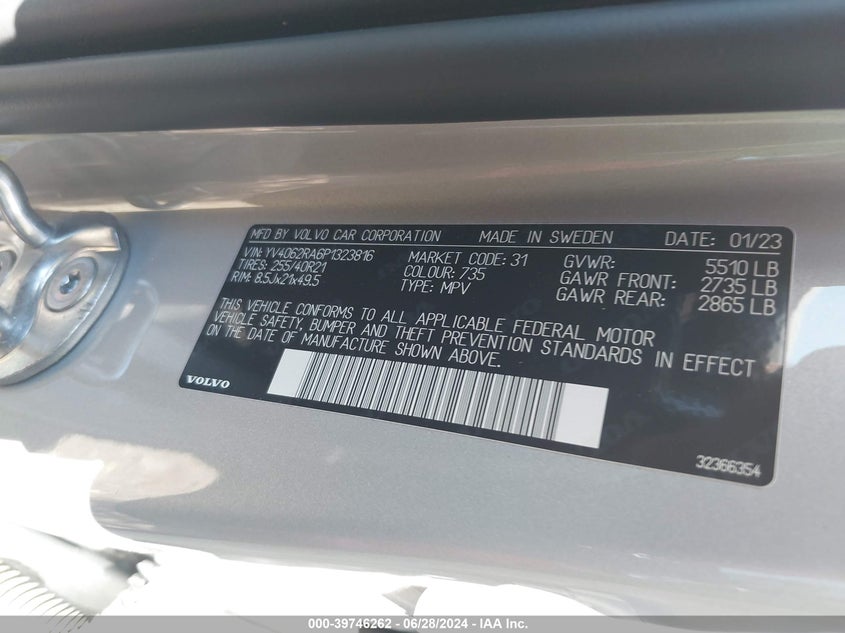 MFD BY VOLVO CAR CORPORATION MADE IN SWEDEN DATE: 01/23
VIN: YV4062RA6P1323816 MARKET CODE: 31 GVWR: 5510 LB
TIRES: 255/40R21 COLOUR: 735 GAWR FRONT: 2735 LB
RIM: 8.5Jx21x49.5 TYPE: MPV GAWR REAR: 2865 LB
THIS VEHICLE CONFORMS TO ALL APPLICABLE FEDERAL MOTOR
VEHICLE SAFETY, BUMPER AND THEFT PREVENTION STANDARDS IN EFFECT
ON THE DATE OF MANUFACTURE SHOWN ABOVE.
VOLVO
32366354
000-39746262 - 06/28/2024 - IAA Inc.